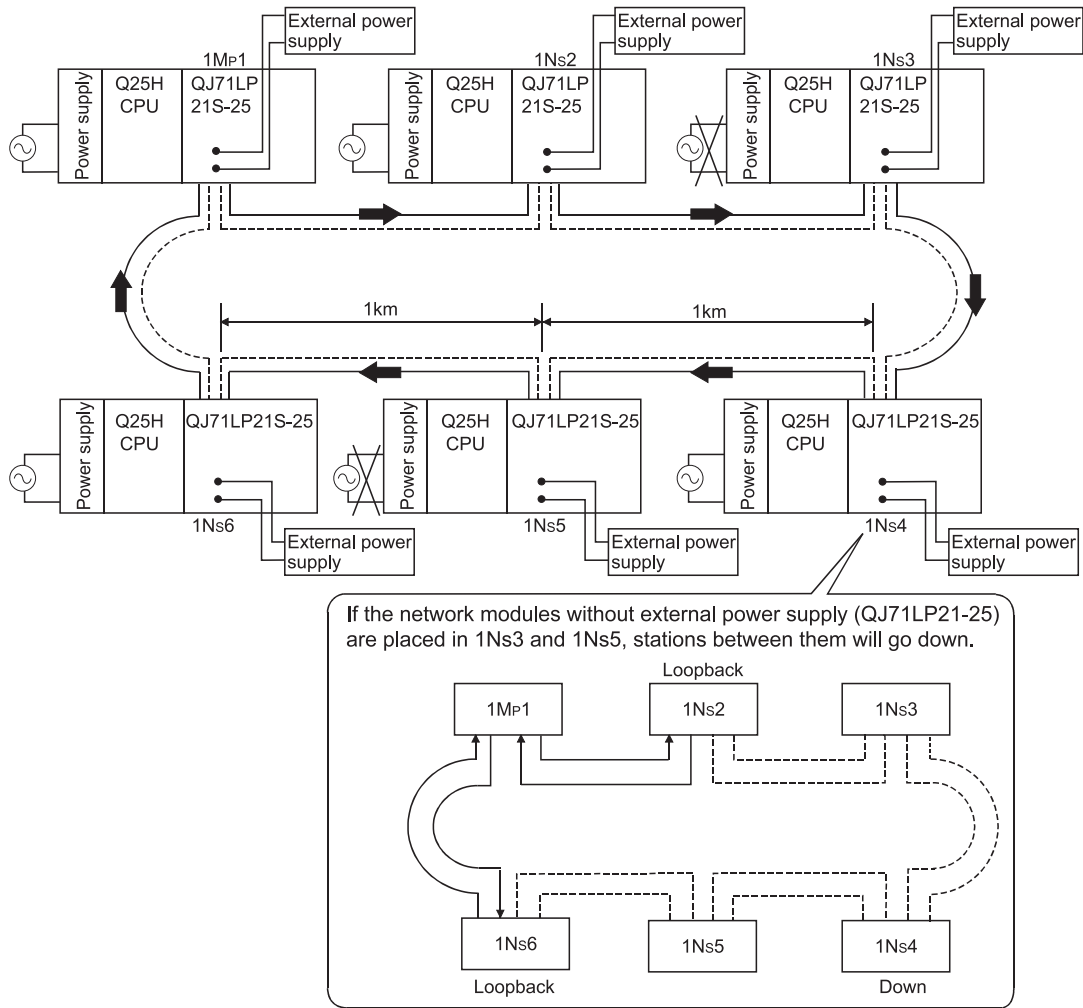 External power
supply
External power
supply
External power
supply
1MP1
1NS2
1NS3
Power supply
Q25H
CPU
QJ71LP
21S-25
Power supply
Q25H
CPU
QJ71LP
21S-25
Power supply
Q25H
CPU
QJ71LP
21S-25
1km
1km
Power supply
Q25H
CPU
QJ71LP21S-25
Power supply
Q25H
CPU
QJ71LP21S-25
Power supply
Q25H
CPU
QJ71LP21S-25
1NS6
1NS5
1NS4
External power
supply
External power
supply
External power
supply
If the network modules without external power supply (QJ71LP21-25)
are placed in 1Ns3 and 1Ns5, stations between them will go down.
Loopback
1MP1
1NS2
1NS3
1NS6
1NS5
1NS4
Loopback
Down